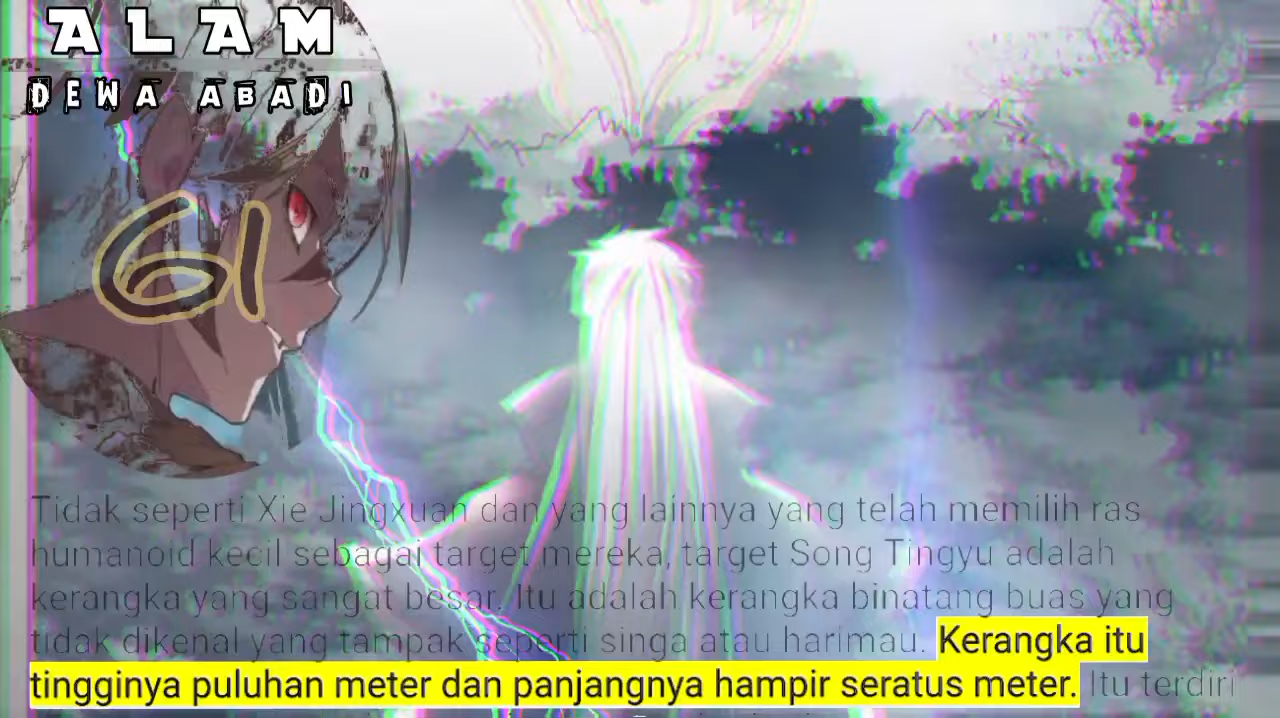 ALAM
DEWA ABADI
61
Tidak seperti Xie Jingxuan dan yang lainnya yang telah memilih ras
humanoid kecil sebagai target mereka, target Song Tingyu adalah
kerangka yang sangat besar. Itu adalah kerangka binatang buas yang
tidak dikenal yang tampak seperti singa atau harimau. Kerangka itu
tingginya puluhan meter dan panjangnya hampir seratus meter. Itu terdiri